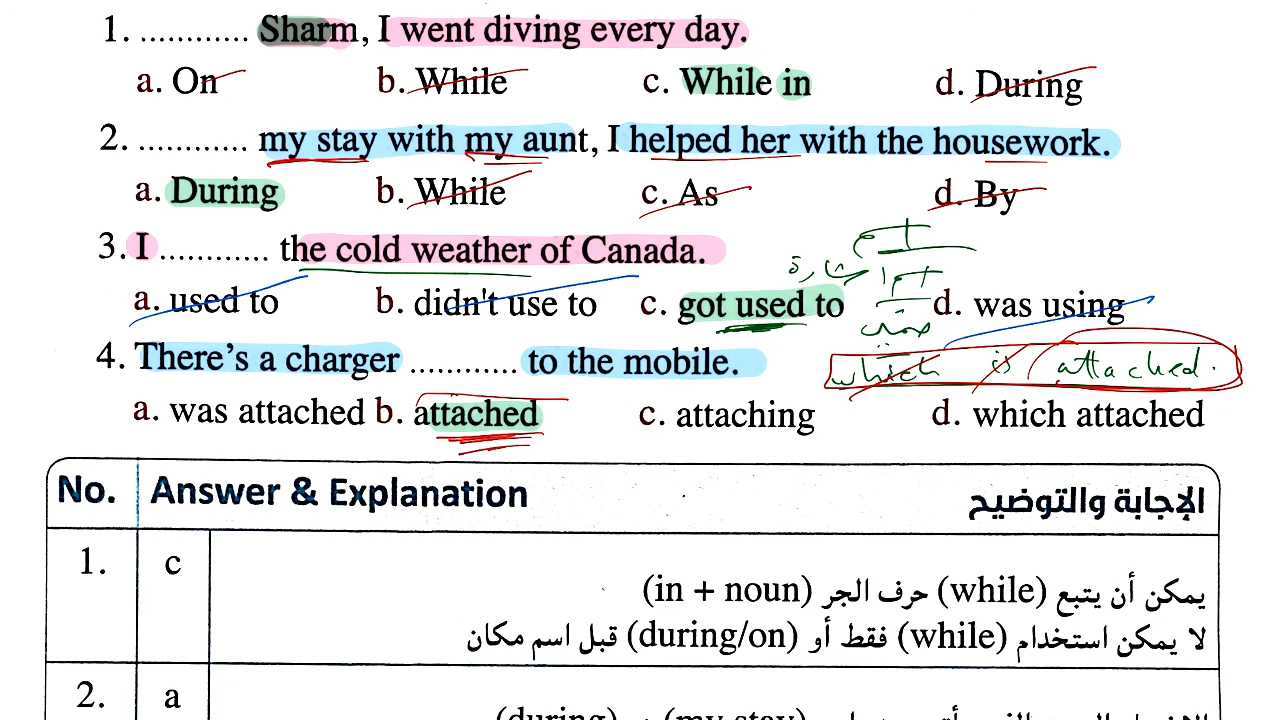 1. ............ Sharm, I went diving every day.
a. On b. While c. While in d. During
2. ............ my stay with my aunt, I helped her with the housework.
a. During b. While c. As d. By
3. I ............ the cold weather of Canada.
a. used to b. didn't use to c. got used to d. was using
4. There's a charger ............ to the mobile.
which is attached.
a. was attached b. attached c. attaching d. which attached
No. Answer & Explanation الإجابة والتوضيح
1. c يمكن أن يتبع (while) حرف الجر (in + noun)
لا يمكن استخدام (while) فقط أو (during/on) قبل اسم مكان
2. a